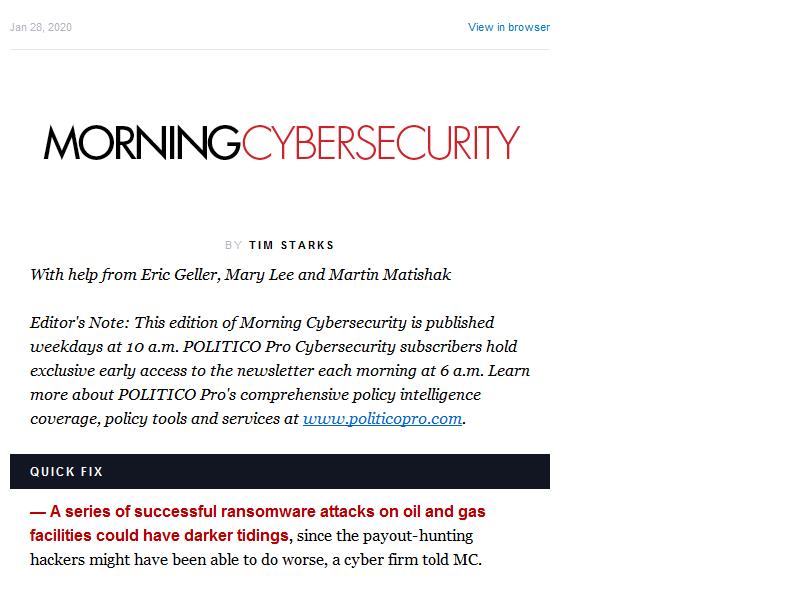 Jan 28, 2020
View in browser
MORNINGCYBERSECURITY
BY TIM STARKS
With help from Eric Geller, Mary Lee and Martin Matishak
Editor's Note: This edition of Morning Cybersecurity is published
weekdays at 10 a.m. POLITICO Pro Cybersecurity subscribers hold
exclusive early access to the newsletter each morning at 6 a.m. Learn
more about POLITICO Pro's comprehensive policy intelligence
coverage, policy tools and services at www.politicopro.com.
QUICK FIX
— A series of successful ransomware attacks on oil and gas
facilities could have darker tidings, since the payout-hunting
hackers might have been able to do worse, a cyber firm told MC.